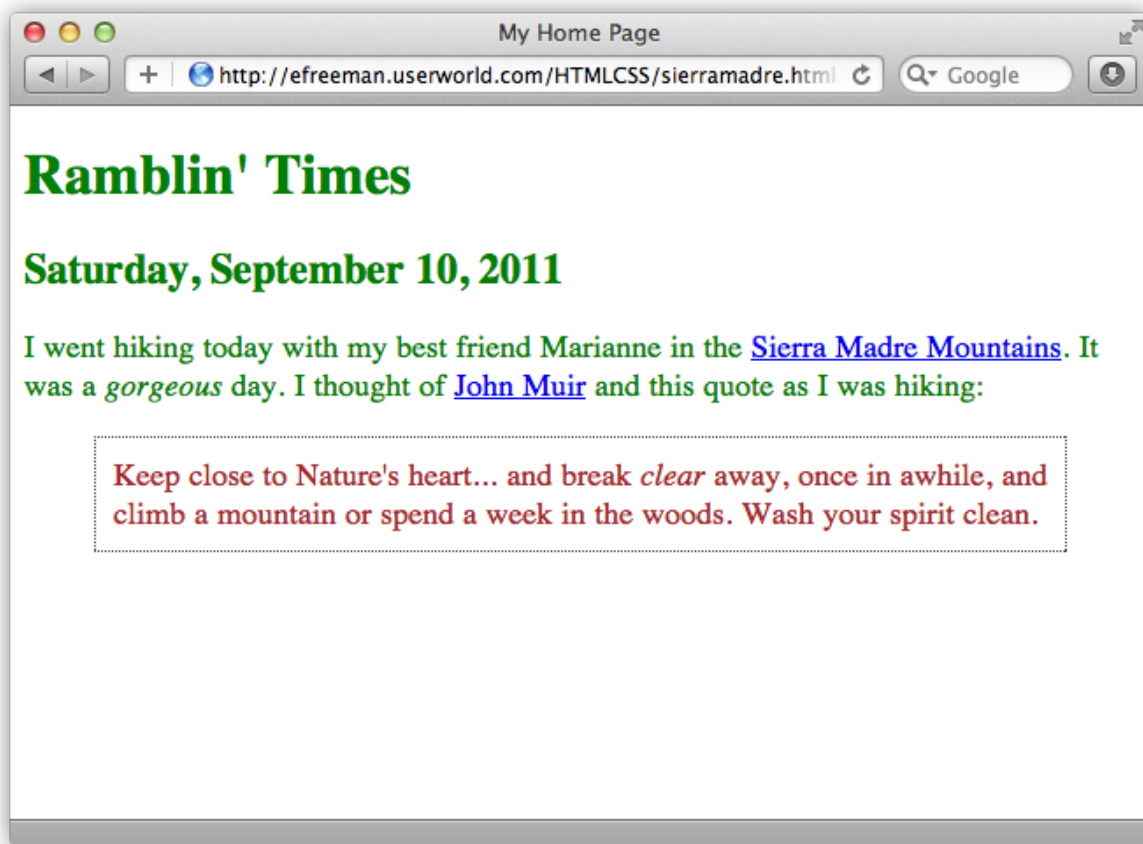 My Home Page
http://efreeman.userworld.com/HTMLCSS/sierramadre.html
Google
Ramblin' Times
Saturday, September 10, 2011
I went hiking today with my best friend Marianne in the Sierra Madre Mountains. It
was a gorgeous day. I thought of John Muir and this quote as I was hiking:
Keep close to Nature's heart... and break clear away, once in awhile, and
climb a mountain or spend a week in the woods. Wash your spirit clean.